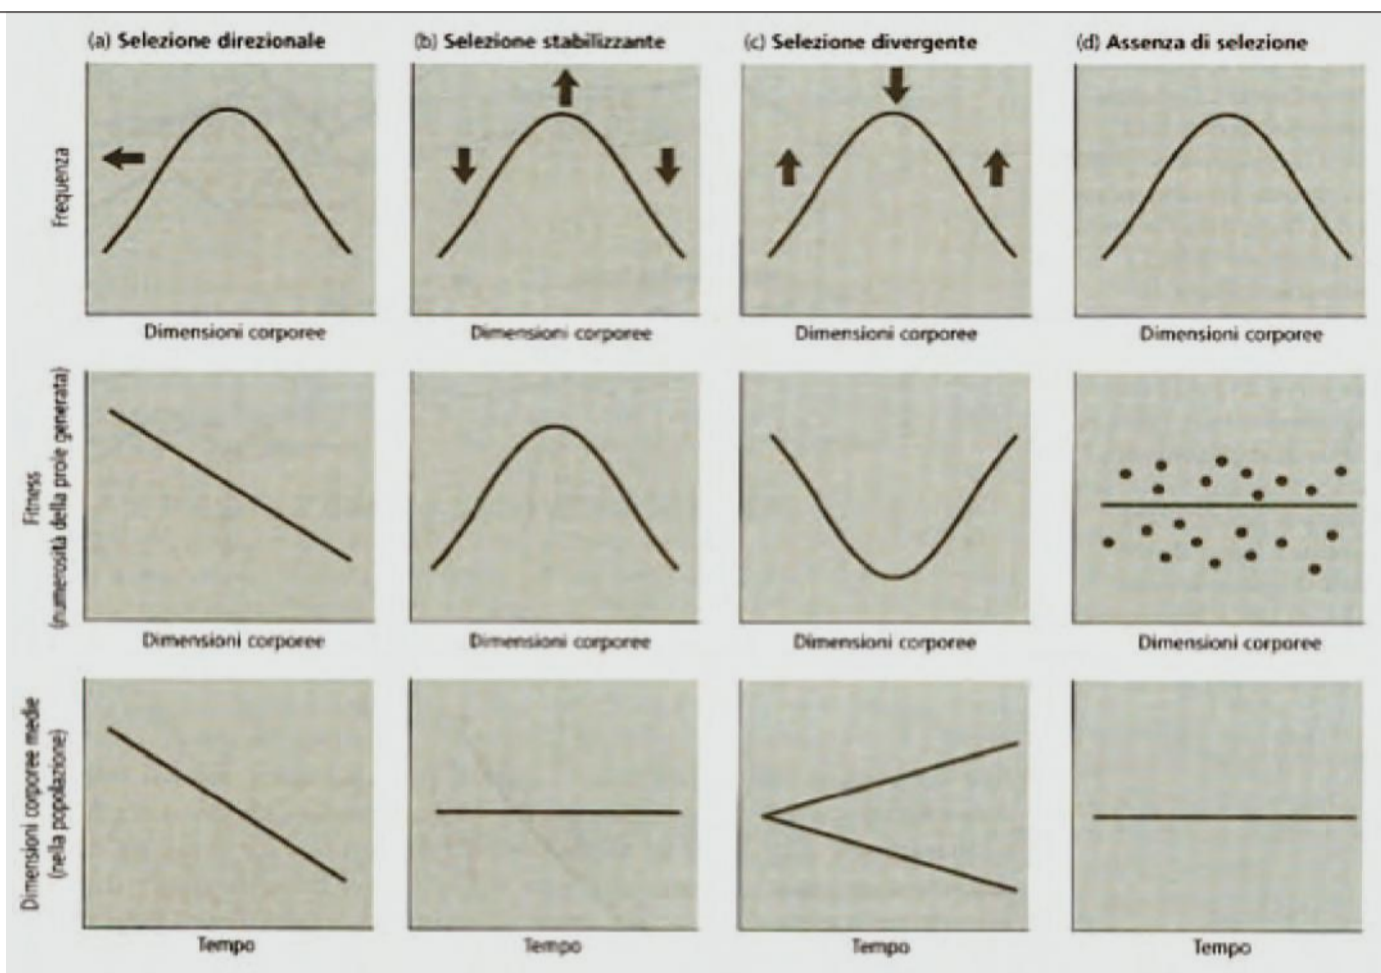 (a) Selezione direzionale
(b) Selezione stabilizzante
(c) Selezione divergente
(d) Assenza di selezione
Frequenza
Dimensioni corporee
Dimensioni corporee
Dimensioni corporee
Dimensioni corporee
Fitness
(numerosità della prole generata)
Dimensioni corporee
Dimensioni corporee
Dimensioni corporee
Dimensioni corporee
Dimensioni corporee medie
(nella popolazione)
Tempo
Tempo
Tempo
Tempo